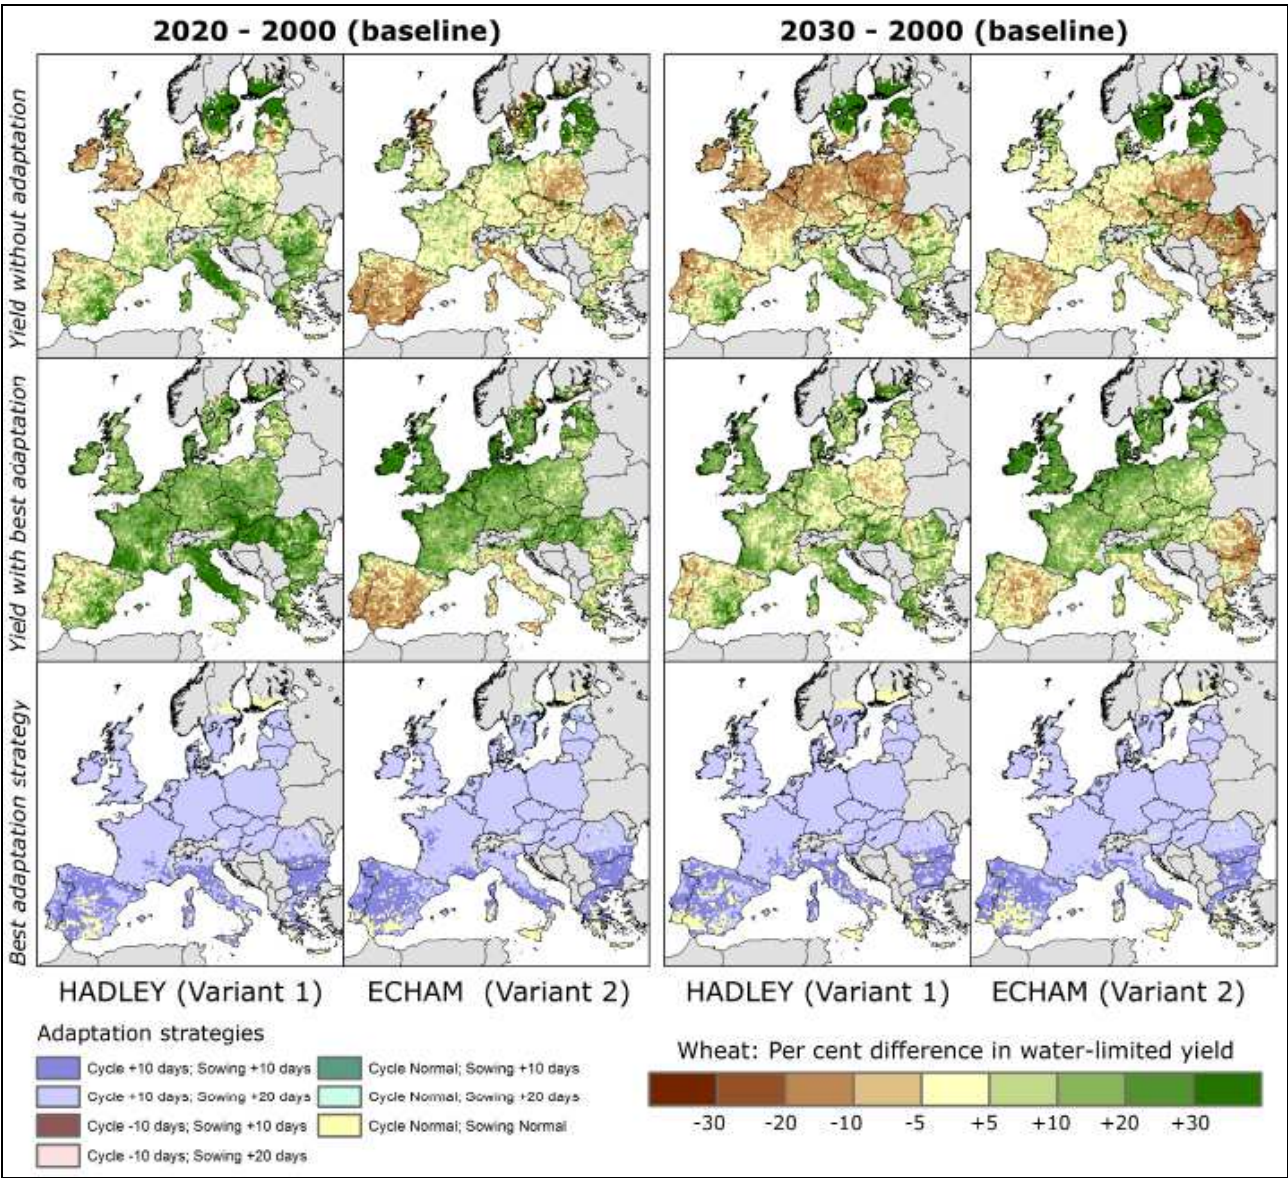 2020 - 2000 (baseline)
2030 - 2000 (baseline)
Yield without adaptation
Yield with best adaptation
Best adaptation strategy
HADLEY (Variant 1)
ECHAM (Variant 2)
HADLEY (Variant 1)
ECHAM (Variant 2)
Adaptation strategies
Cycle +10 days; Sowing +10 days
Cycle +10 days; Sowing +20 days
Cycle -10 days; Sowing +10 days
Cycle -10 days; Sowing +20 days
Cycle Normal; Sowing +10 days
Cycle Normal; Sowing +20 days
Cycle Normal; Sowing Normal
Wheat: Per cent difference in water-limited yield
-30 -20 -10 -5 +5 +10 +20 +30